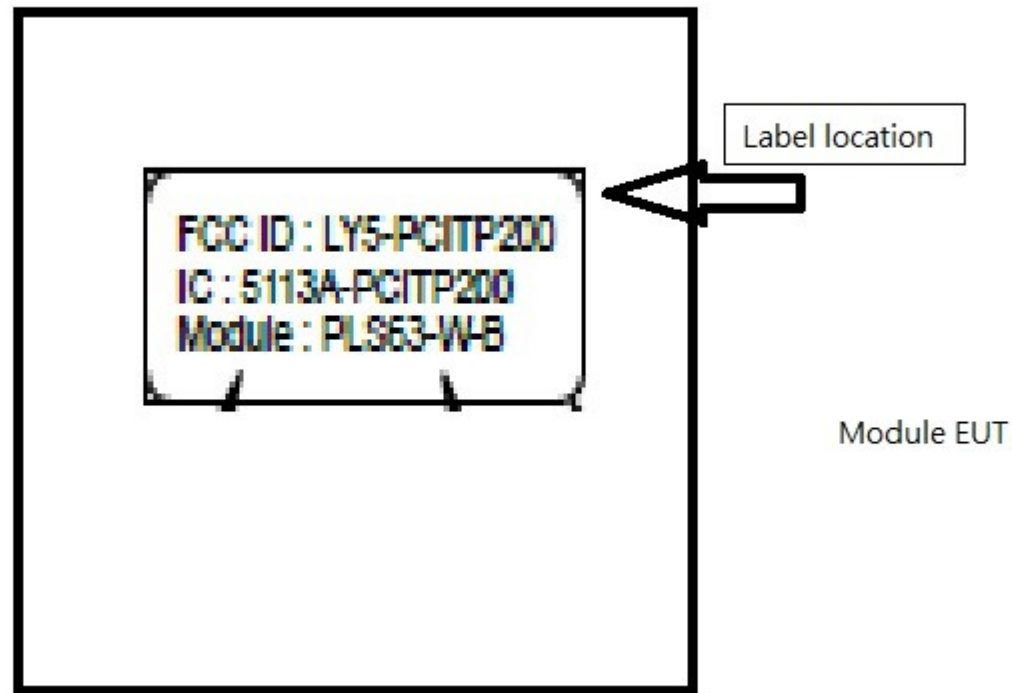 Label location
FCC ID : LY5-PCITP200
IC : 5113A-PCITP200
Module : PLS63-W-B
Module EUT